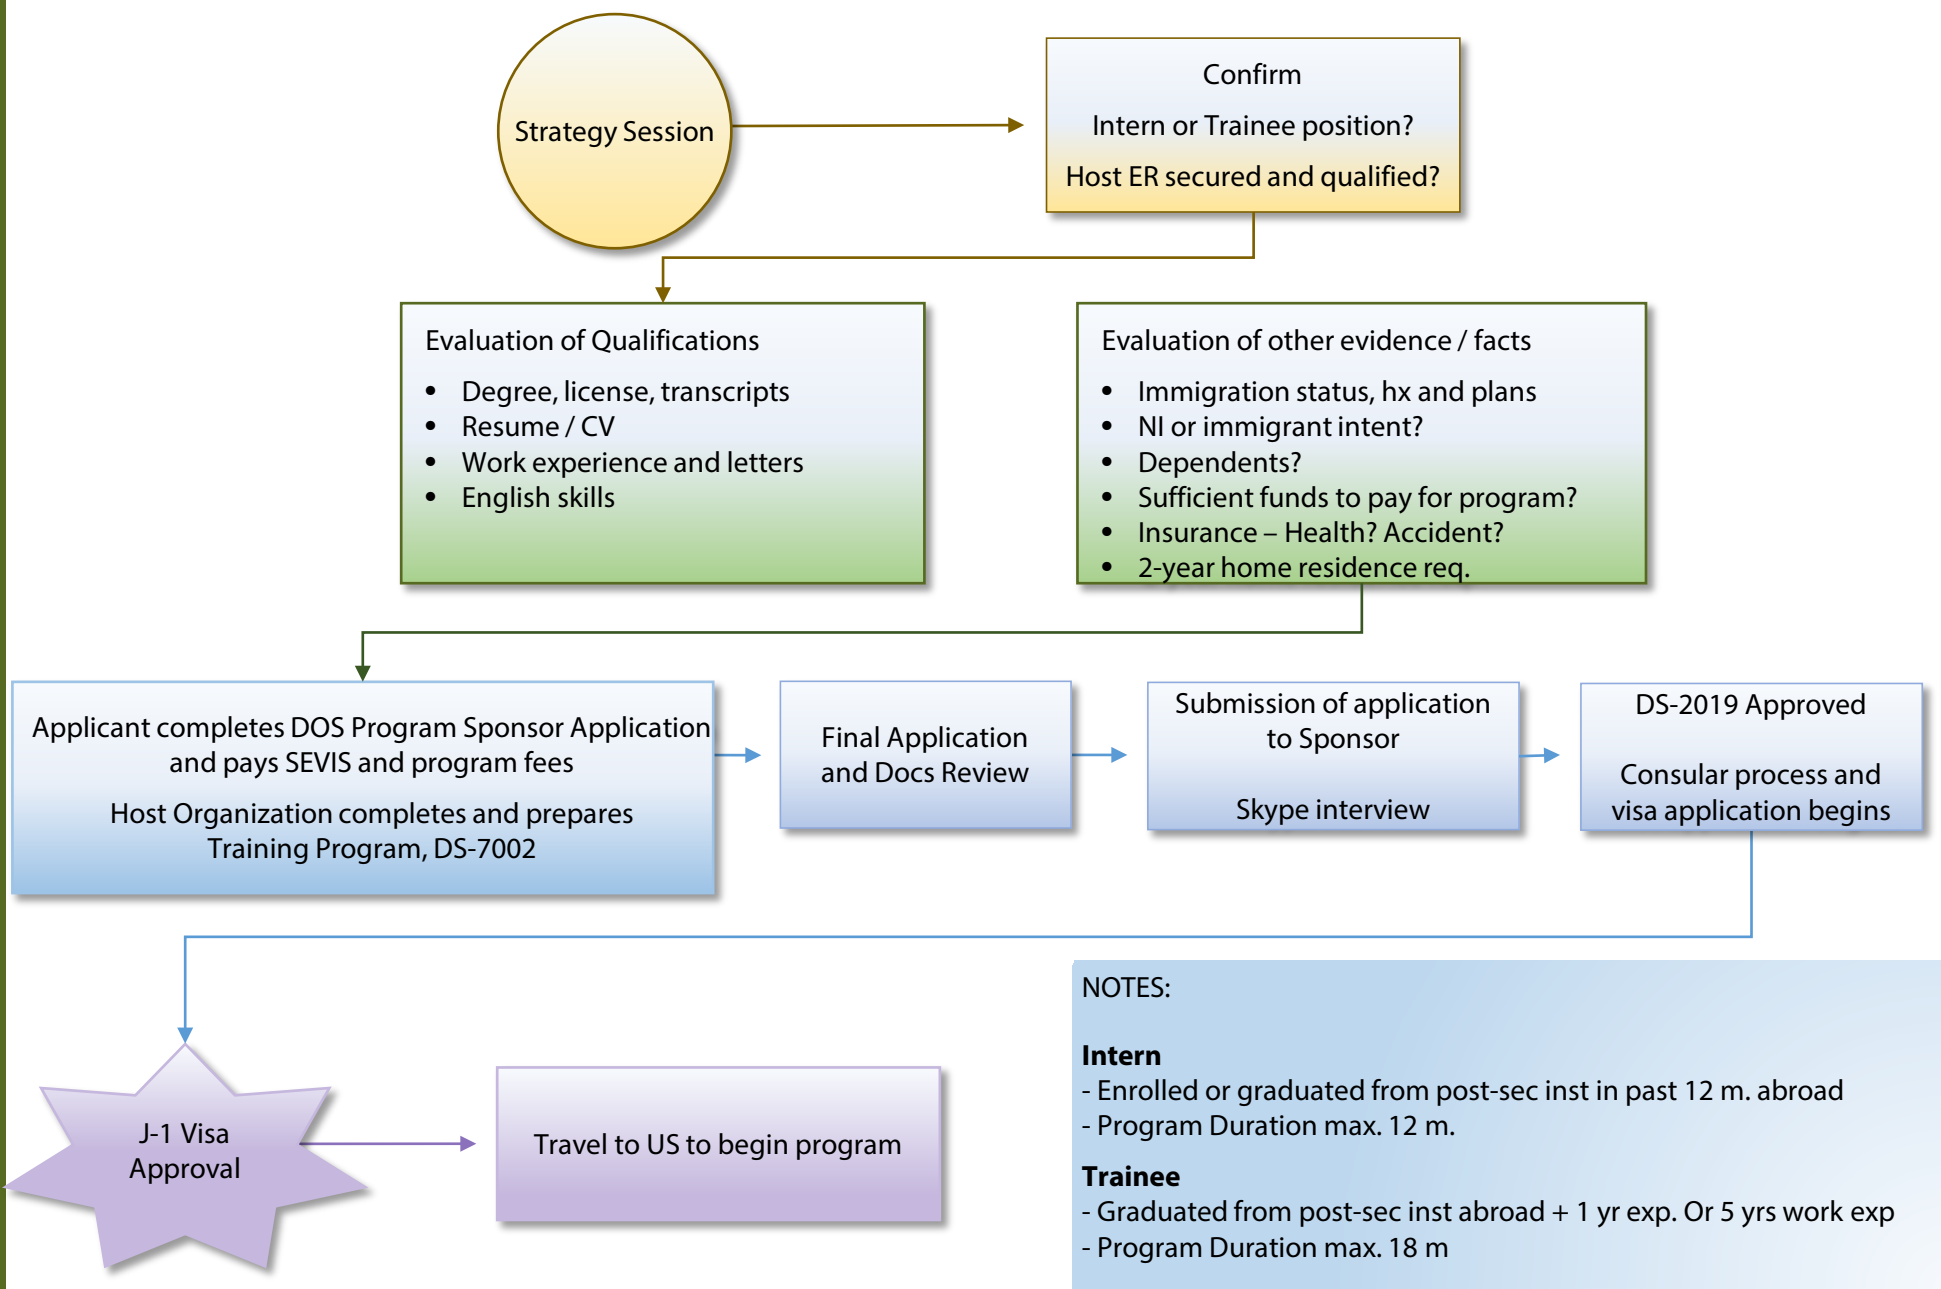 Strategy Session
Confirm
Intern or Trainee position?
Host ER secured and qualified?
Evaluation of Qualifications
• Degree, license, transcripts
• Resume / CV
• Work experience and letters
• English skills
Evaluation of other evidence / facts
• Immigration status, hx and plans
• NI or immigrant intent?
• Dependents?
• Sufficient funds to pay for program?
• Insurance – Health? Accident?
• 2-year home residence req.
Applicant completes DOS Program Sponsor Application
and pays SEVIS and program fees
Host Organization completes and prepares
Training Program, DS-7002
Final Application
and Docs Review
Submission of application
to Sponsor
Skype interview
DS-2019 Approved
Consular process and
visa application begins
J-1 Visa
Approval
Travel to US to begin program
NOTES:
Intern
- Enrolled or graduated from post-sec inst in past 12 m. abroad
- Program Duration max. 12 m.
Trainee
- Graduated from post-sec inst abroad + 1 yr exp. Or 5 yrs work exp
- Program Duration max. 18 m